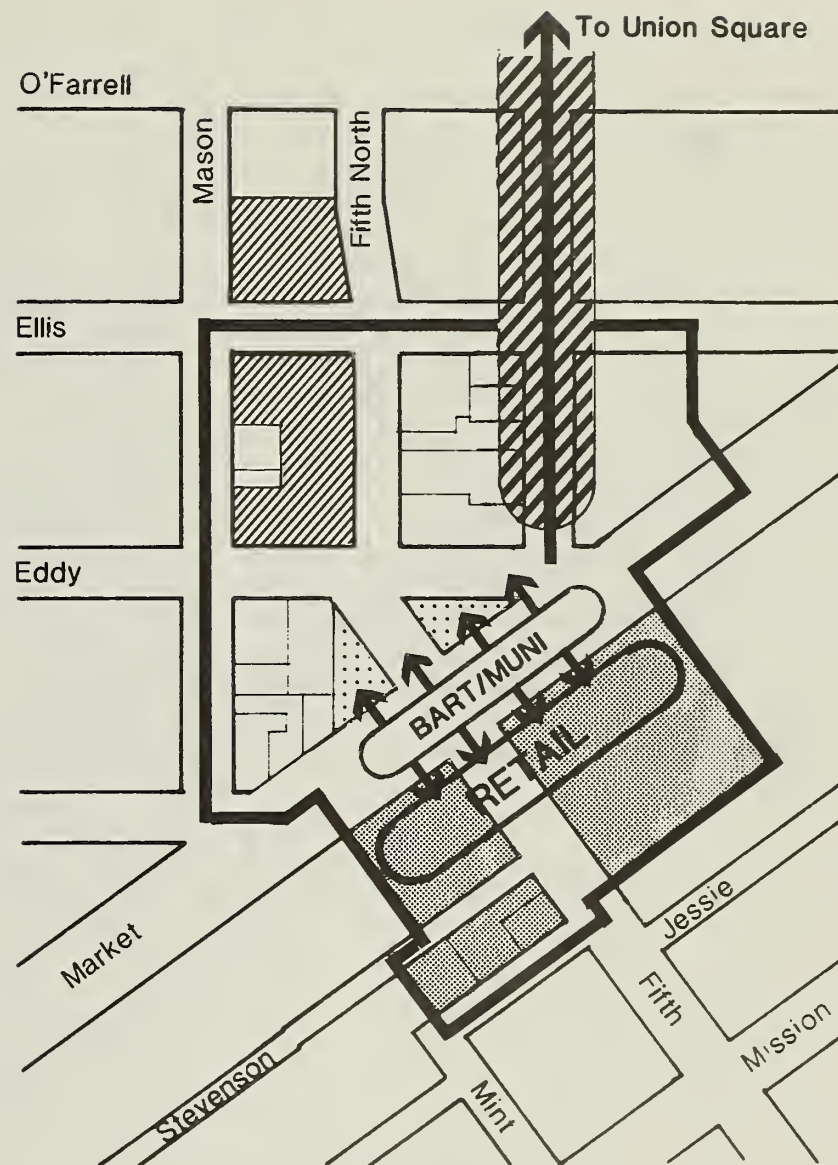 To Union Square
O'Farrell
Mason
Fifth North
Ellis
Eddy
BART/MUNI
RETAIL
Market
Jessie
Fifth
Mission
Stevenson
Mint